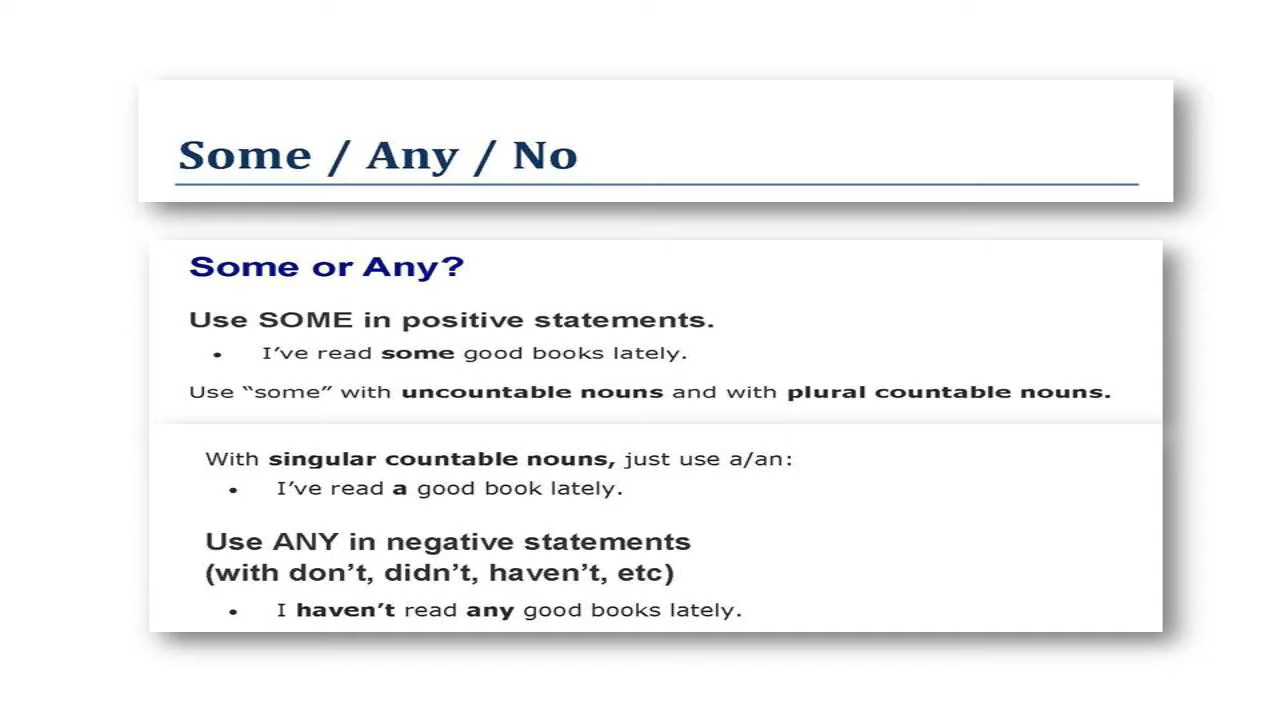 Some / Any / No
Some or Any?
Use SOME in positive statements.
• I’ve read some good books lately.
Use “some” with uncountable nouns and with plural countable nouns.
With singular countable nouns, just use a/an:
• I’ve read a good book lately.
Use ANY in negative statements
(with don’t, didn’t, haven’t, etc)
• I haven’t read any good books lately.